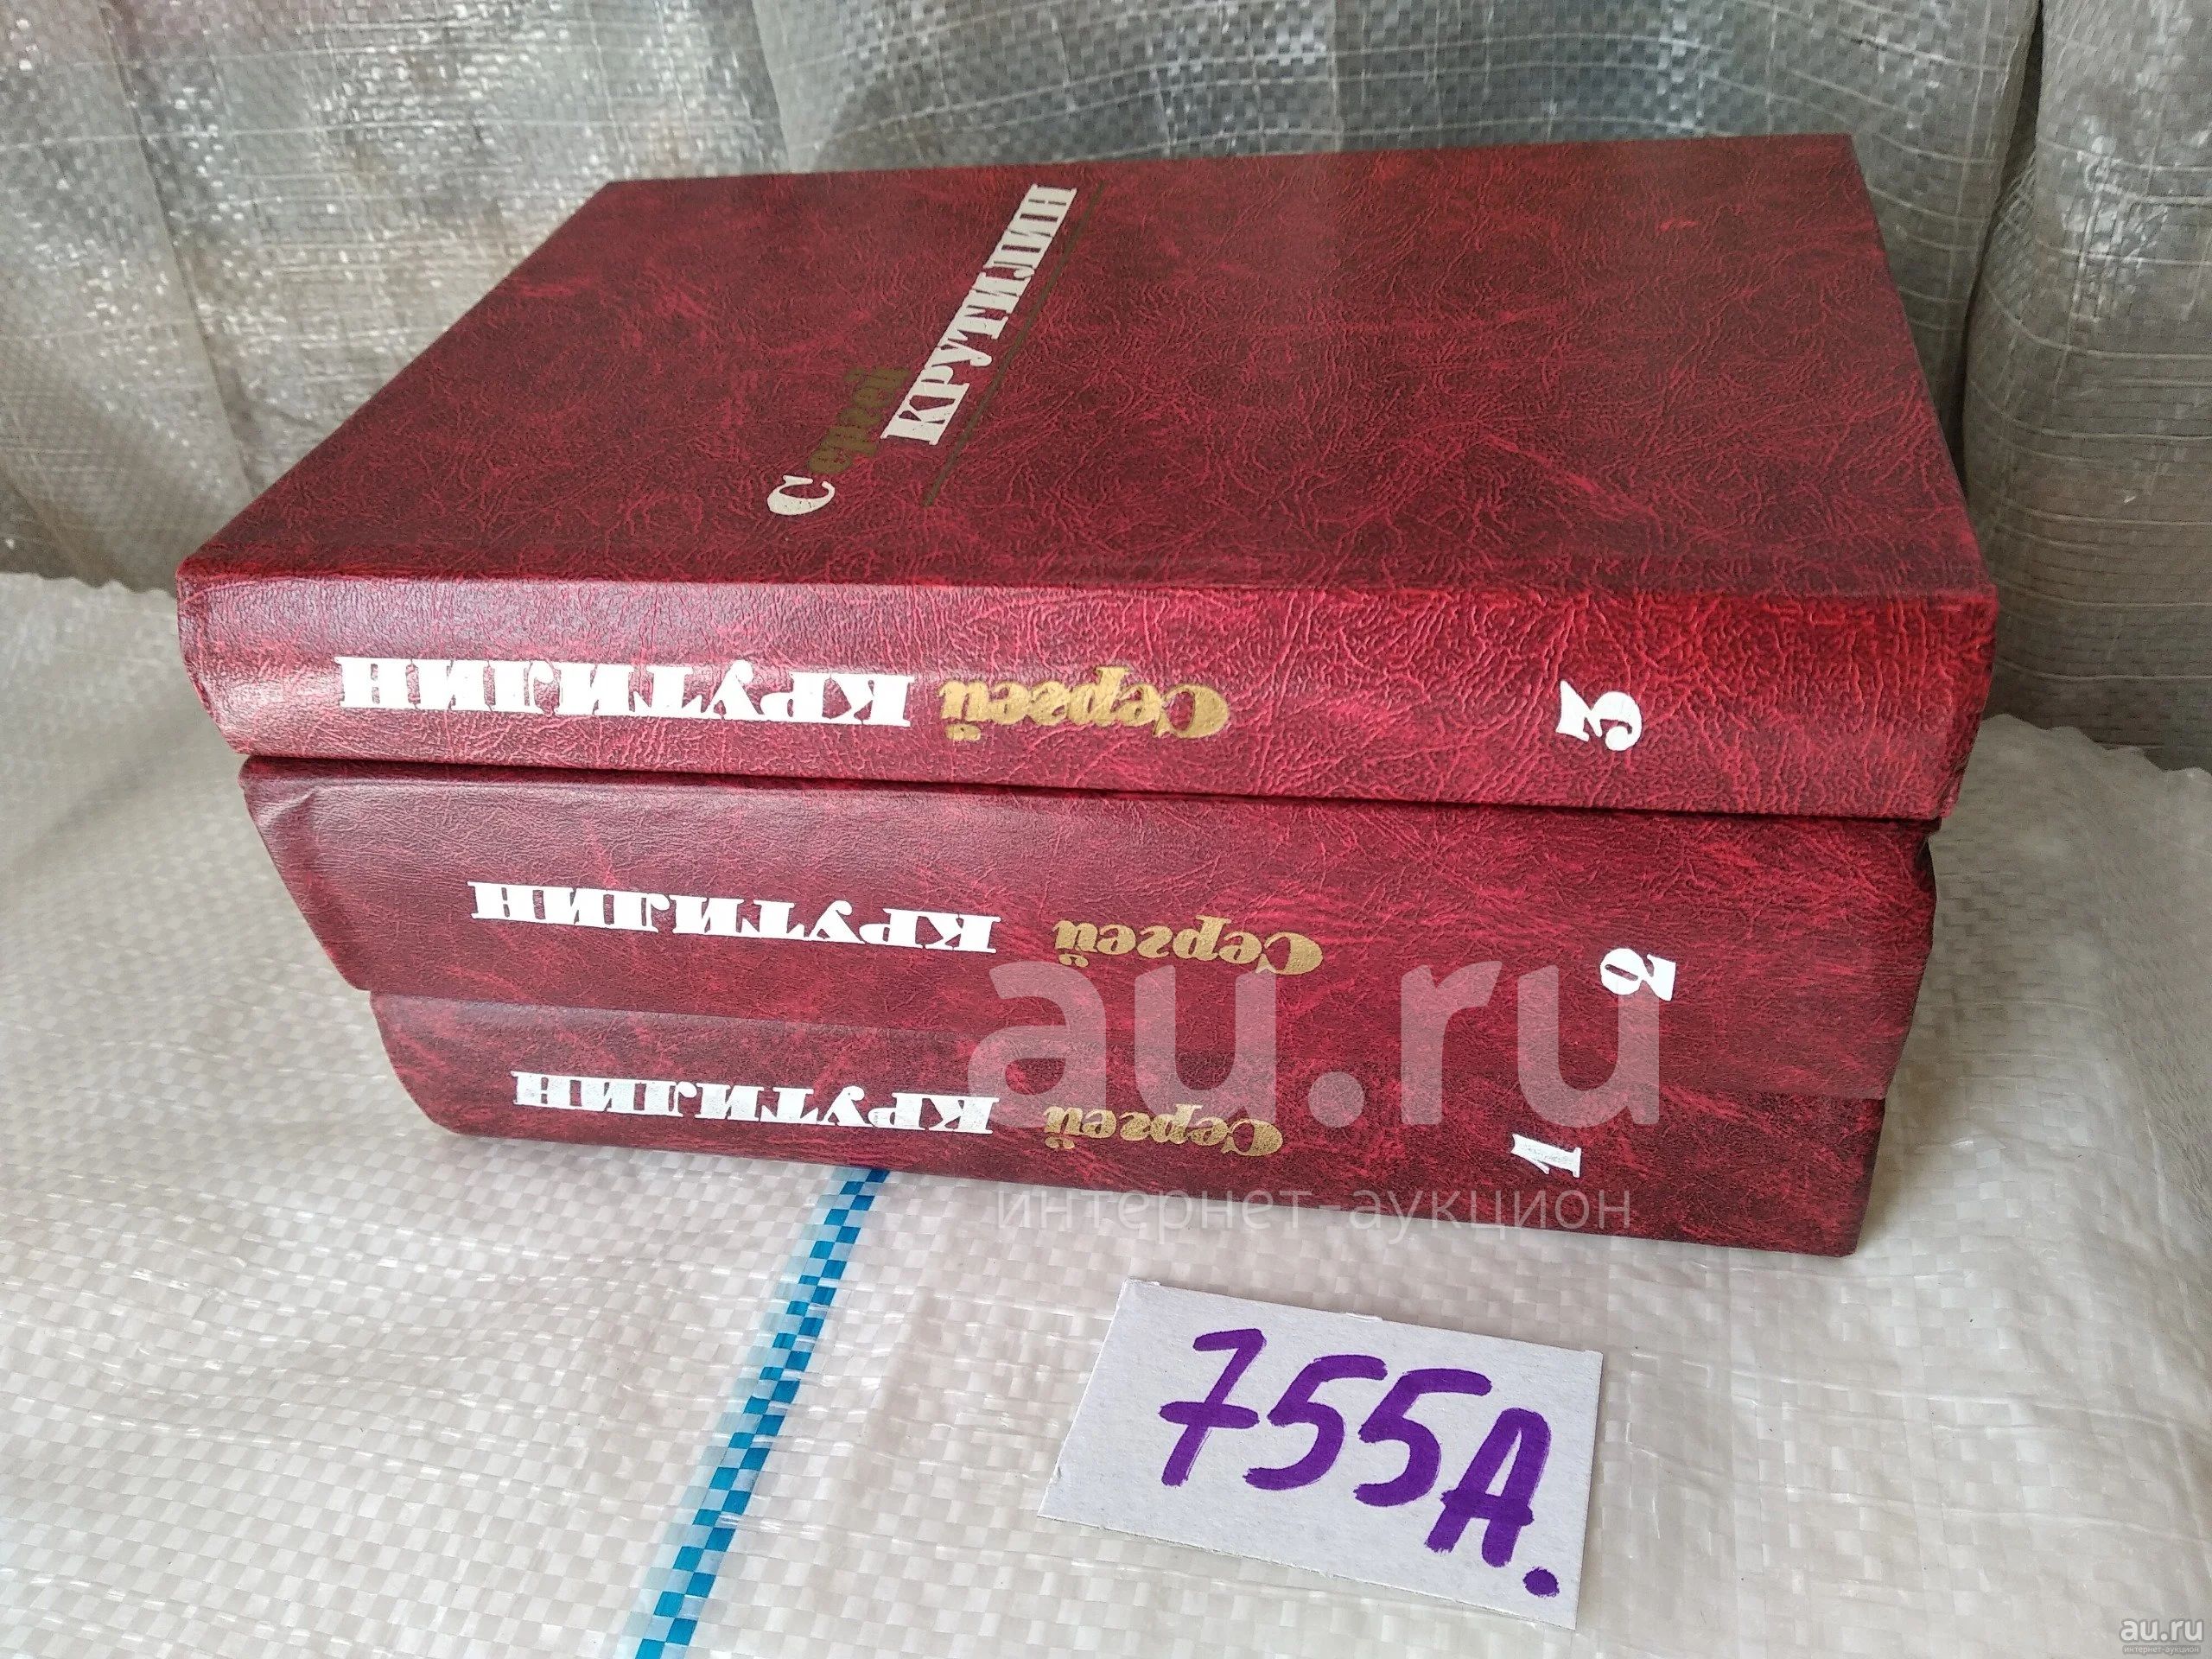 Сергей
КРУТИЛИН
Сергей КРУТИЛИН 3
Сергей КРУТИЛИН 2
Сергей КРУТИЛИН 1
au.ru
интернет-аукцион
755А.
au.ru
интернет-аукцион